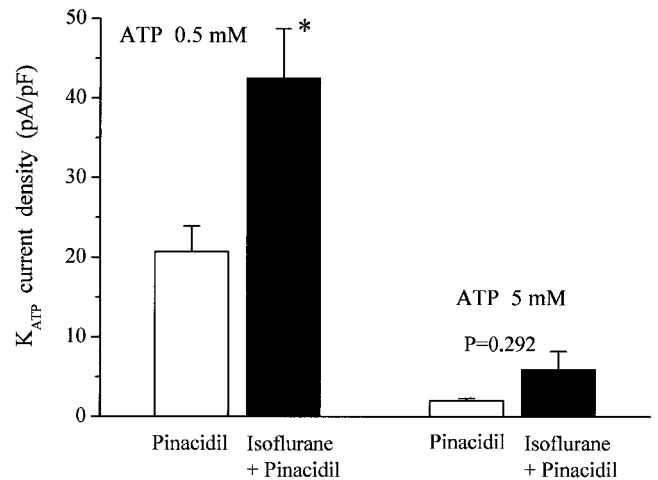 50
40
30
20
10
0
K_ATP current density (pA/pF)
ATP 0.5 mM
*
ATP 5 mM
P=0.292
Pinacidil
Isoflurane
+ Pinacidil
Pinacidil
Isoflurane
+ Pinacidil